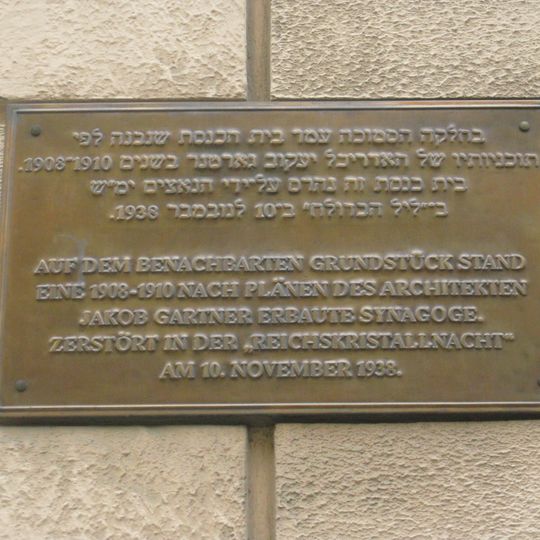 בחלקה הסמוכה עמד בית הכנסת שנבנה לפי
תוכניותיו של האדריכל יעקוב גארטנר בשנים 1908-1910.
בית כנסת זה נהרס על־ידי הנאצים ימ״ש
ב״ליל הבדולח״ ב־10 לנובמבר 1938.
AUF DEM BENACHBARTEN GRUNDSTÜCK STAND
EINE 1908-1910 NACH PLÄNEN DES ARCHITEKTEN
JAKOB GARTNER ERBAUTE SYNAGOGE.
ZERSTÖRT IN DER „REICHSKRISTALLNACHT“
AM 10. NOVEMBER 1938.